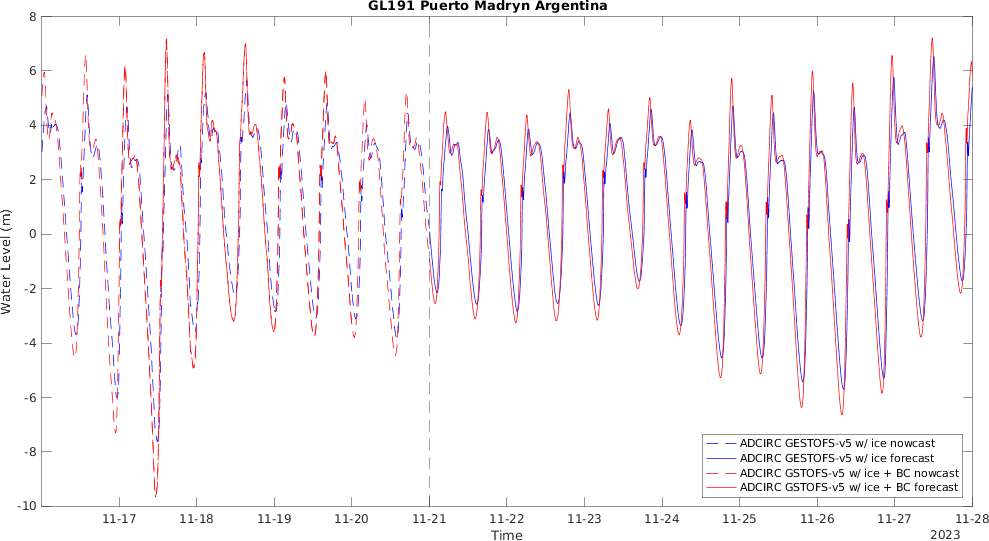 GL191 Puerto Madryn Argentina
8
6
4
2
0
-2
-4
-6
-8
-10
Water Level (m)
ADCIRC GESTOFS-v5 w/ ice nowcast
ADCIRC GESTOFS-v5 w/ ice forecast
ADCIRC GSTOFS-v5 w/ ice + BC nowcast
ADCIRC GSTOFS-v5 w/ ice + BC forecast
11-17 11-18 11-19 11-20 11-21 11-22 11-23 11-24 11-25 11-26 11-27 11-28
Time
2023